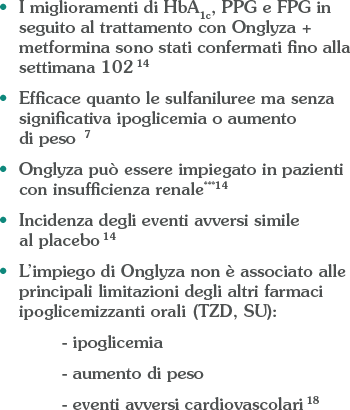 • I miglioramenti di HbA1c, PPG e FPG in
seguito al trattamento con Onglyza +
metformina sono stati confermati fino alla
settimana 102 14
• Efficace quanto le sulfaniluree ma senza
significativa ipoglicemia o aumento
di peso 7
• Onglyza può essere impiegato in pazienti
con insufficienza renale***14
• Incidenza degli eventi avversi simile
al placebo 14
• L'impiego di Onglyza non è associato alle
principali limitazioni degli altri farmaci
ipoglicemizzanti orali (TZD, SU):
- ipoglicemia
- aumento di peso
- eventi avversi cardiovascolari 18